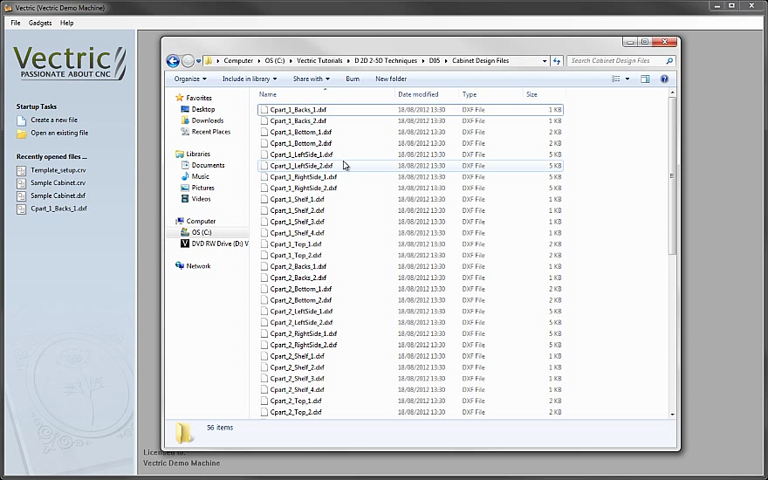 Vectric (Vectric Demo Machine)
File Gadgets Help
Vectric
PASSIONATE ABOUT CNC
Startup Tasks
Create a new file
Open an existing file
Recently opened files ...
Template_setup.crv
Sample Cabinet.crv
Sample Cabinet.dxf
Cpart_1_Backs_1.dxf
Computer OS (C:) Vectric Tutorials D 2D 2-5D Techniques D05 Cabinet Design Files
Search Cabinet Design Files
Organize Include in library Share with Burn New folder
Favorites
Desktop
Downloads
Recent Places
Libraries
Documents
Music
Pictures
Videos
Computer
OS (C:)
DVD RW Drive (D:) V
Network
Name Date modified Type Size
Cpart_1_Backs_1.dxf 18/08/2012 13:30 DXF File 1 KB
Cpart_1_Backs_2.dxf 18/08/2012 13:30 DXF File 1 KB
Cpart_1_Bottom_1.dxf 18/08/2012 13:30 DXF File 2 KB
Cpart_1_Bottom_2.dxf 18/08/2012 13:30 DXF File 2 KB
Cpart_1_LeftSide_1.dxf 18/08/2012 13:30 DXF File 5 KB
Cpart_1_LeftSide_2.dxf 18/08/2012 13:30 DXF File 5 KB
Cpart_1_RightSide_1.dxf 18/08/2012 13:30 DXF File 5 KB
Cpart_1_RightSide_2.dxf 18/08/2012 13:30 DXF File 5 KB
Cpart_1_Shelf_1.dxf 18/08/2012 13:30 DXF File 1 KB
Cpart_1_Shelf_2.dxf 18/08/2012 13:30 DXF File 1 KB
Cpart_1_Shelf_3.dxf 18/08/2012 13:30 DXF File 1 KB
Cpart_1_Shelf_4.dxf 18/08/2012 13:30 DXF File 1 KB
Cpart_1_Top_1.dxf 18/08/2012 13:30 DXF File 2 KB
Cpart_1_Top_2.dxf 18/08/2012 13:30 DXF File 2 KB
Cpart_2_Backs_1.dxf 18/08/2012 13:30 DXF File 1 KB
Cpart_2_Backs_2.dxf 18/08/2012 13:30 DXF File 1 KB
Cpart_2_Bottom_1.dxf 18/08/2012 13:30 DXF File 2 KB
Cpart_2_Bottom_2.dxf 18/08/2012 13:30 DXF File 2 KB
Cpart_2_LeftSide_1.dxf 18/08/2012 13:30 DXF File 5 KB
Cpart_2_LeftSide_2.dxf 18/08/2012 13:30 DXF File 5 KB
Cpart_2_RightSide_1.dxf 18/08/2012 13:30 DXF File 5 KB
Cpart_2_RightSide_2.dxf 18/08/2012 13:30 DXF File 5 KB
Cpart_2_Shelf_1.dxf 18/08/2012 13:30 DXF File 1 KB
Cpart_2_Shelf_2.dxf 18/08/2012 13:30 DXF File 1 KB
Cpart_2_Shelf_3.dxf 18/08/2012 13:30 DXF File 1 KB
Cpart_2_Shelf_4.dxf 18/08/2012 13:30 DXF File 1 KB
Cpart_2_Top_1.dxf 18/08/2012 13:30 DXF File 2 KB
Cpart_2_Top_2.dxf 18/08/2012 13:30 DXF File 2 KB
56 items
Vectric Demo Machine